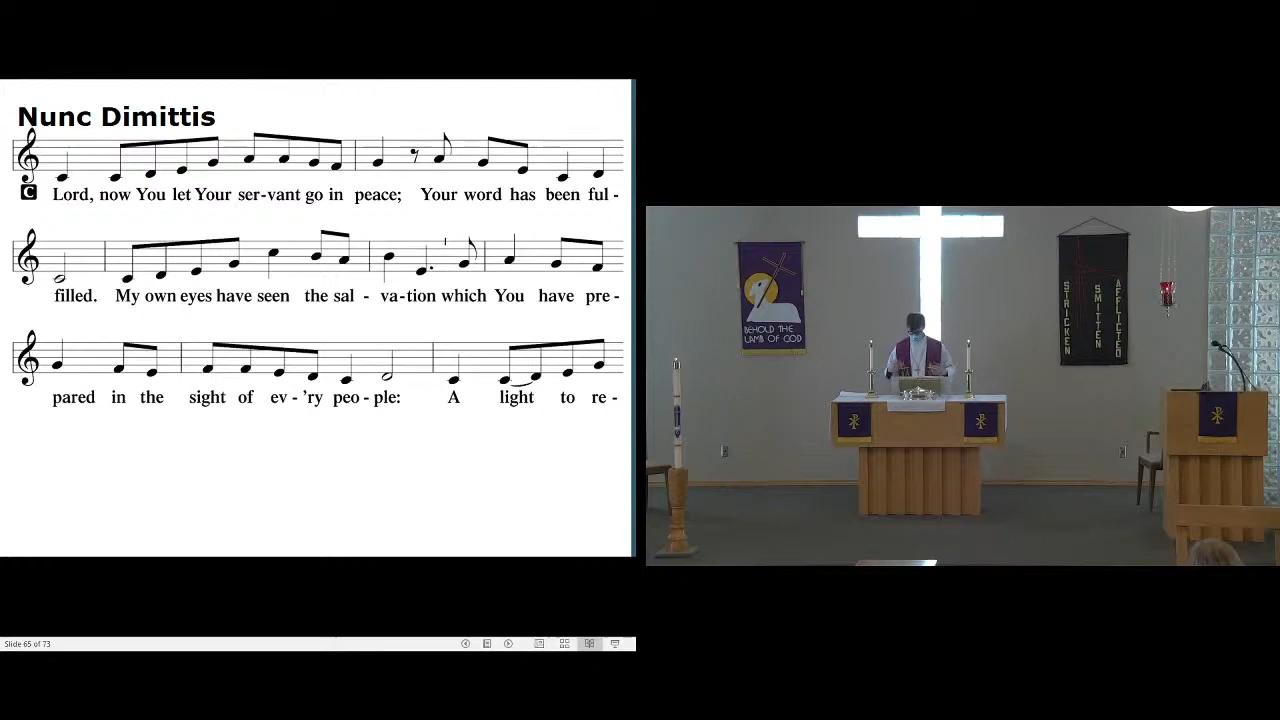 Nunc Dimittis
C Lord, now You let Your ser-vant go in peace; Your word has been ful-
filled. My own eyes have seen the sal - va-tion which You have pre-
pared in the sight of ev-'ry peo-ple: A light to re-
Slide 65 of 73
BEHOLD THE
LAMB OF GOD
STRICKEN
SMITTEN
AFFLICTED